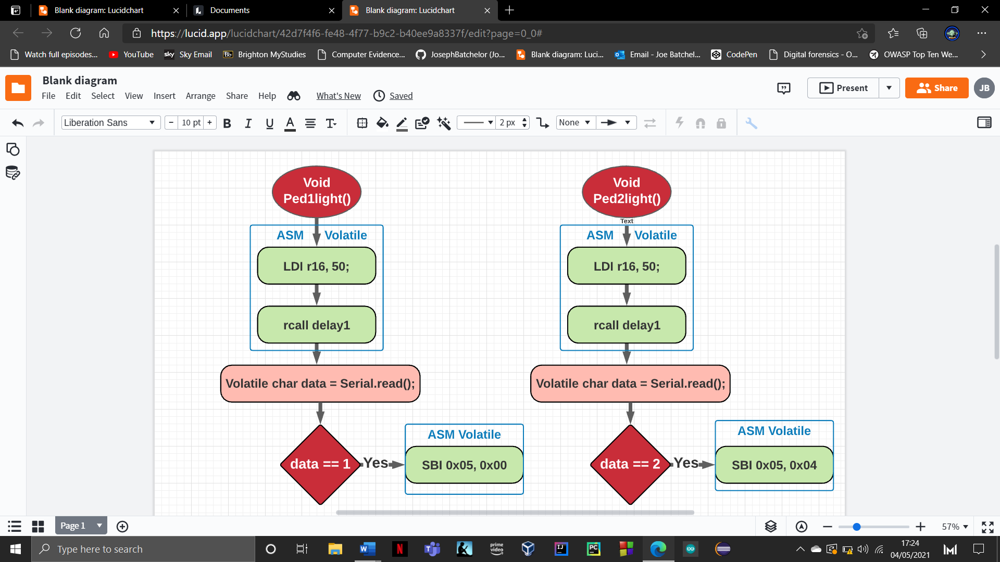 Blank diagram: Lucidchart
Documents
Blank diagram: Lucidchart
https://lucid.app/lucidchart/42d7f4f6-fe48-4f77-b9c2-b40ee9a8337f/edit?page=0_0#
Watch full episodes...
YouTube
sky Sky Email
Bb Brighton MyStudies
Computer Evidence...
JosephBatchelor (Jo...
Blank diagram: Luci...
Email - Joe Batchel...
CodePen
Digital forensics - O...
OWASP Top Ten We...
Blank diagram
File Edit Select View Insert Arrange Share Help What's New Saved
Present
Share
JB
Liberation Sans
- 10 pt +
B I U A T
2 px
None
Void
Ped1light()
ASM Volatile
LDI r16, 50;
rcall delay1
Volatile char data = Serial.read();
data == 1
Yes
ASM Volatile
SBI 0x05, 0x00
Void
Ped2light()
Text
ASM Volatile
LDI r16, 50;
rcall delay1
Volatile char data = Serial.read();
data == 2
Yes
ASM Volatile
SBI 0x05, 0x04
Page 1
57%
Type here to search
W
N
prime
video
IJ
PC
17:24
04/05/2021